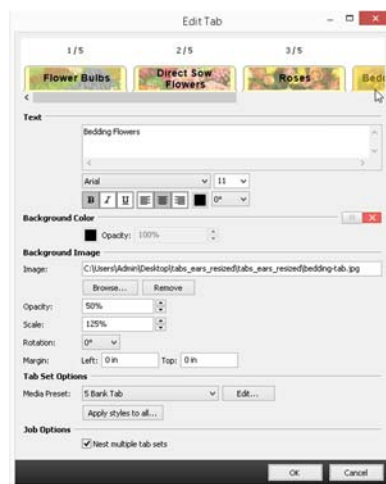 Edit Tab
1/5 2/5 3/5
Flower Bulbs
Direct Sow
Flowers
Roses
Bedd
Text
Bedding Flowers
Arial 11
B I U 0°
Background Color
Opacity: 100%
Background Image
Image: C:\Users\Admin\Desktop\tabs_ears_resized\tabs_ears_resized\bedding-tab.jpg
Browse... Remove
Opacity: 50%
Scale: 125%
Rotation: 0°
Margin: Left: 0 in Top: 0 in
Tab Set Options
Media Preset: 5 Bank Tab Edit...
Apply styles to all...
Job Options
Nest multiple tab sets
OK Cancel